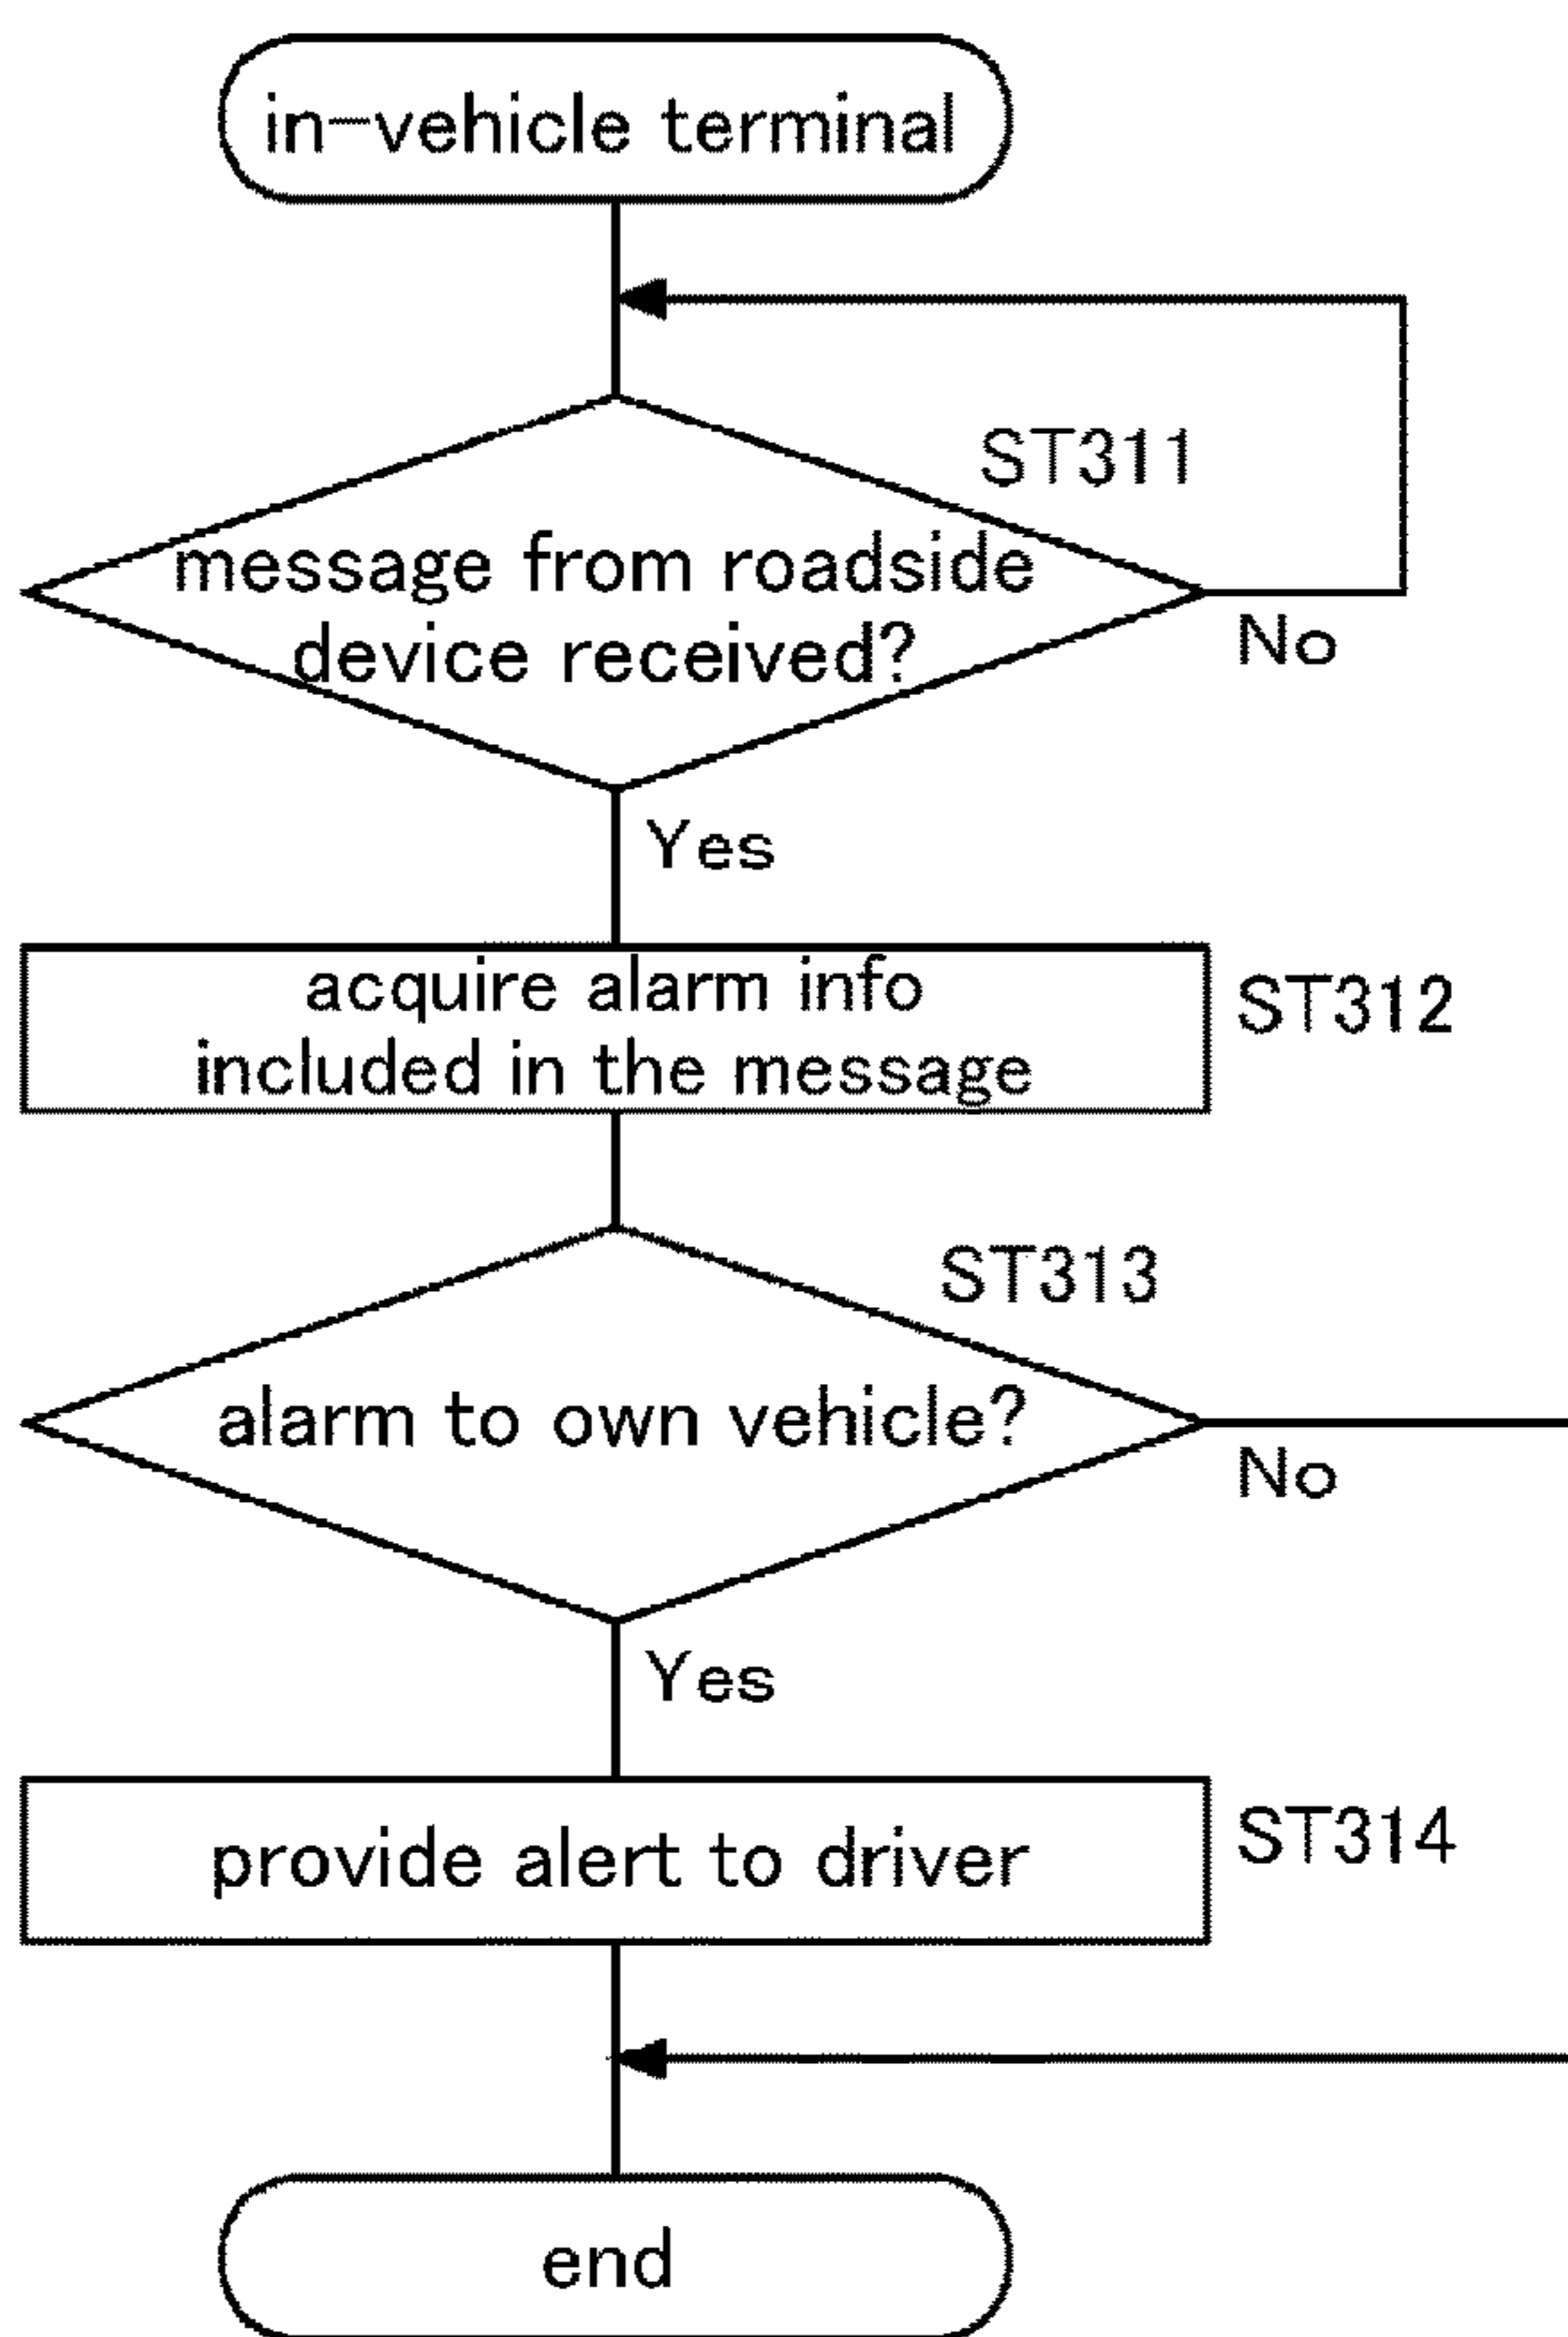 in-vehicle terminal
ST311
message from roadside
device received?
No
Yes
acquire alarm info
included in the message
ST312
ST313
alarm to own vehicle?
No
Yes
provide alert to driver
ST314
end